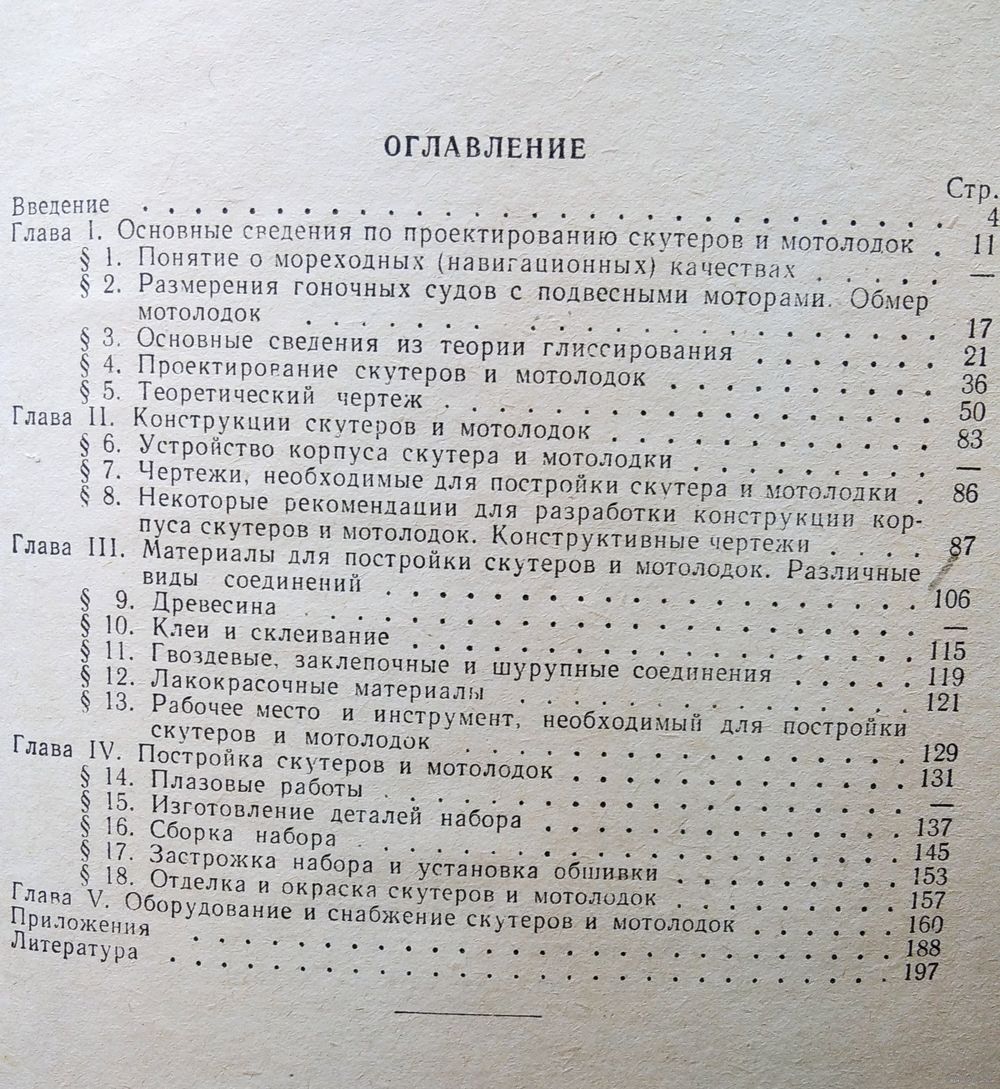 ОГЛАВЛЕНИЕ
Стр.
Введение . . . . . . . . . . . . . . . . . . . . . . . . . . . . . . 4
Глава I. Основные сведения по проектированию скутеров и мотолодок . 11
§ 1. Понятие о мореходных (навигационных) качествах . . . . . —
§ 2. Размерения гоночных судов с подвесными моторами. Обмер
мотолодок . . . . . . . . . . . . . . . . . . . . . . . 17
§ 3. Основные сведения из теории глиссирования . . . . . . . 21
§ 4. Проектирование скутеров и мотолодок . . . . . . . . . . 36
§ 5. Теоретический чертеж . . . . . . . . . . . . . . . . . . 50
Глава II. Конструкции скутеров и мотолодок . . . . . . . . . . . . 83
§ 6. Устройство корпуса скутера и мотолодки . . . . . . . . . —
§ 7. Чертежи, необходимые для постройки скутера и мотолодки . 86
§ 8. Некоторые рекомендации для разработки конструкции кор-
пуса скутеров и мотолодок. Конструктивные чертежи . . . . 87
Глава III. Материалы для постройки скутеров и мотолодок. Различные
виды соединений . . . . . . . . . . . . . . . . . . . . 106
§ 9. Древесина . . . . . . . . . . . . . . . . . . . . . . . —
§ 10. Клеи и склеивание . . . . . . . . . . . . . . . . . . . 115
§ 11. Гвоздевые, заклепочные и шурупные соединения . . . . . 119
§ 12. Лакокрасочные материалы . . . . . . . . . . . . . . . 121
§ 13. Рабочее место и инструмент, необходимый для постройки
скутеров и мотолодок . . . . . . . . . . . . . . . . . 129
Глава IV. Постройка скутеров и мотолодок . . . . . . . . . . . . 131
§ 14. Плазовые работы . . . . . . . . . . . . . . . . . . . . —
§ 15. Изготовление деталей набора . . . . . . . . . . . . . . 137
§ 16. Сборка набора . . . . . . . . . . . . . . . . . . . . . 145
§ 17. Застрожка набора и установка обшивки . . . . . . . . . 153
§ 18. Отделка и окраска скутеров и мотолодок . . . . . . . . . 157
Глава V. Оборудование и снабжение скутеров и мотолодок . . . . . . 160
Приложения . . . . . . . . . . . . . . . . . . . . . . . . . . . 188
Литература . . . . . . . . . . . . . . . . . . . . . . . . . . . 197